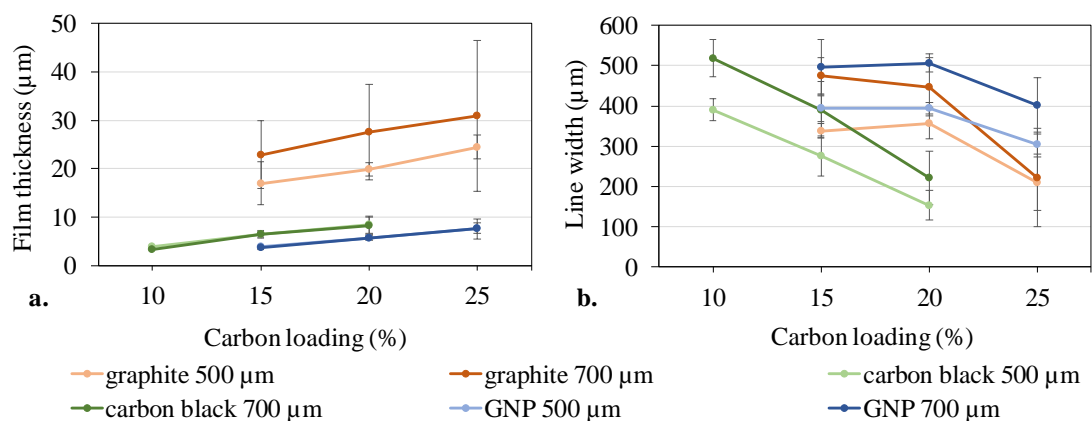 50
40
30
20
10
0
Film thickness (µm)
10 15 20 25
a.
Carbon loading (%)
600
500
400
300
200
100
0
Line width (µm)
10 15 20 25
b.
Carbon loading (%)
graphite 500 µm graphite 700 µm carbon black 500 µm
carbon black 700 µm GNP 500 µm GNP 700 µm